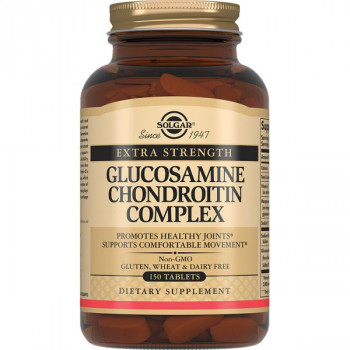 SOLGAR®
Since 1947
EXTRA STRENGTH
GLUCOSAMINE
CHONDROITIN
COMPLEX
PROMOTES HEALTHY JOINTS*
SUPPORTS COMFORTABLE MOVEMENT*
NON-GMO
GLUTEN, WHEAT & DAIRY FREE
150 TABLETS
DIETARY SUPPLEMENT